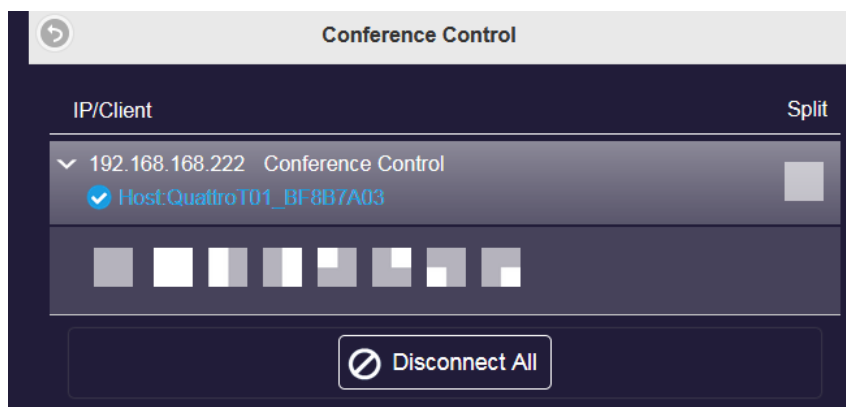 Conference Control
IP/Client Split
192.168.168.222 Conference Control
Host:QuattroT01_BF8B7A03
Disconnect All